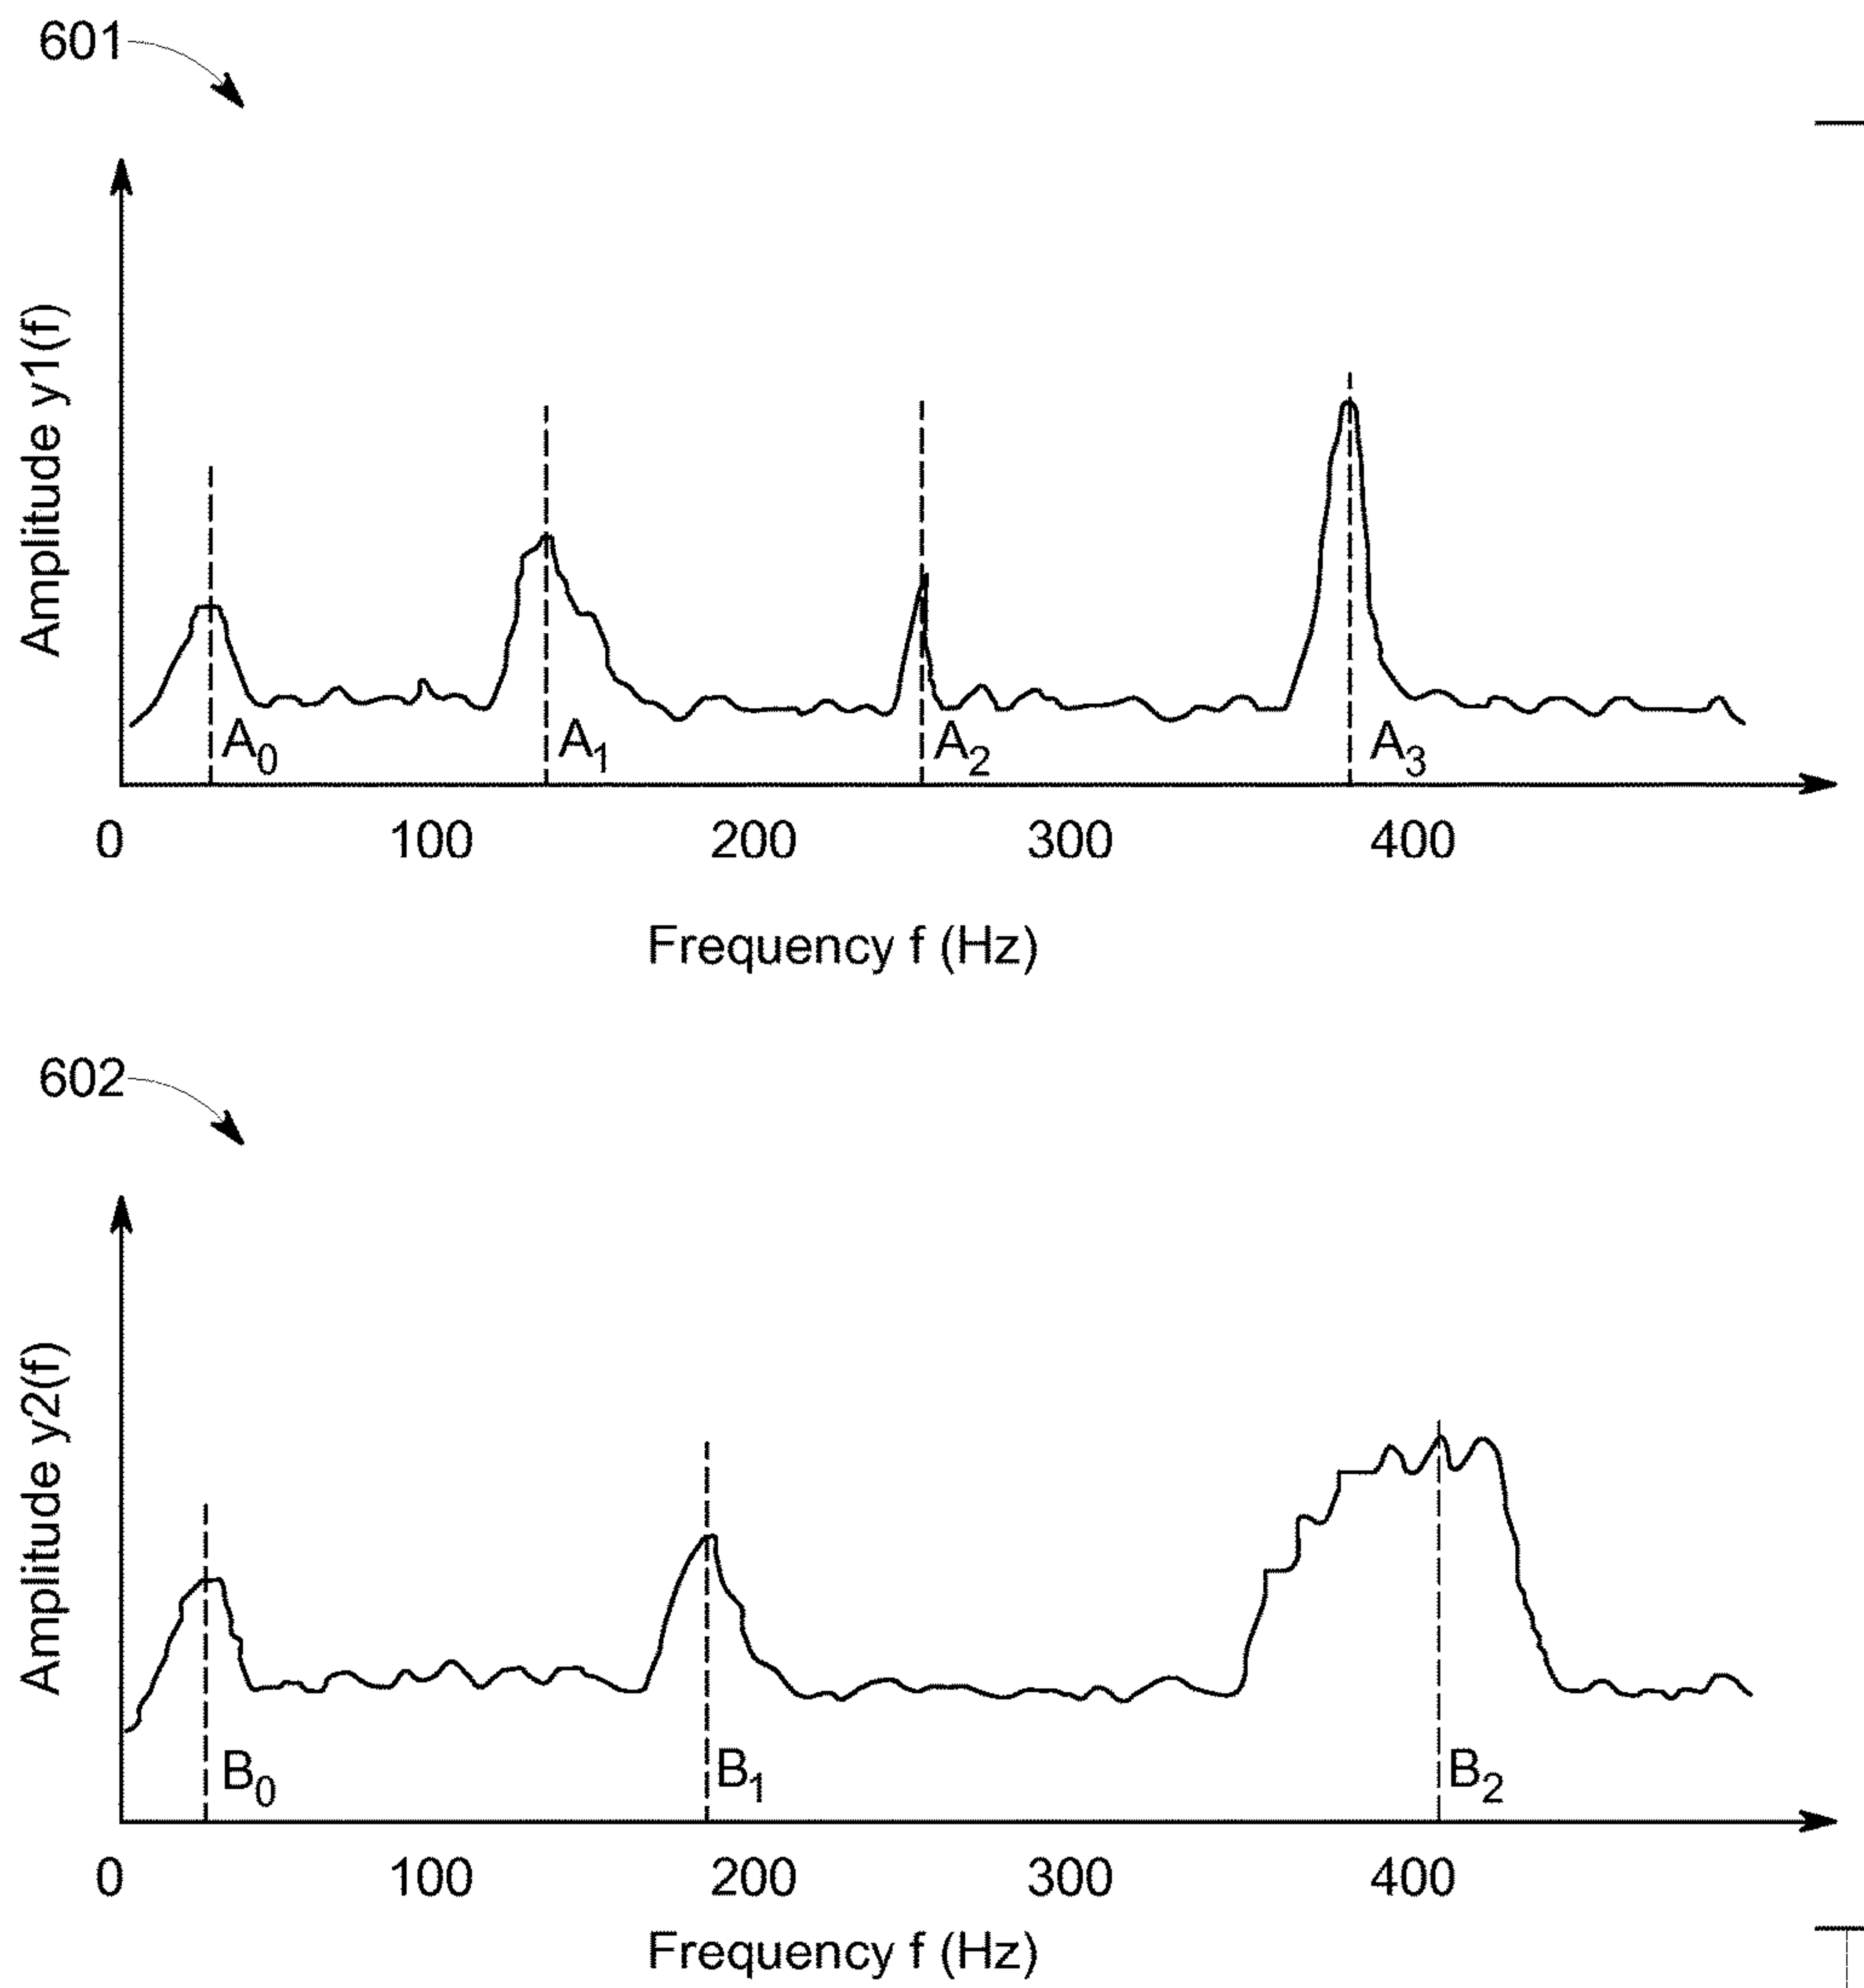 601
Amplitude y1(f)
A0 A1 A2 A3
0 100 200 300 400
Frequency f (Hz)
602
Amplitude y2(f)
B0 B1 B2
0 100 200 300 400
Frequency f (Hz)